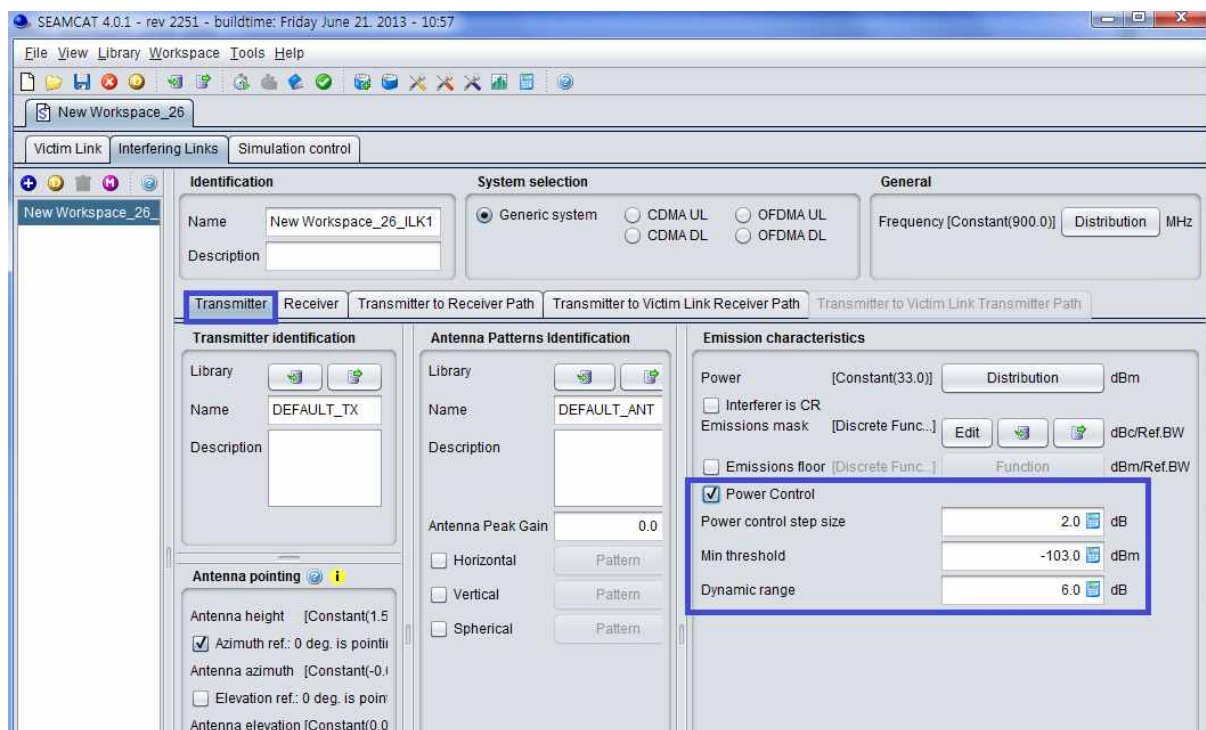 SEAMCAT 4.0.1 - rev 2251 - buildtime: Friday June 21. 2013 - 10:57
File View Library Workspace Tools Help
New Workspace_26
Victim Link Interfering Links Simulation control
New Workspace_26_
Identification
Name New Workspace_26_ILK1
Description
System selection
Generic system CDMA UL OFDMA UL
CDMA DL OFDMA DL
General
Frequency [Constant(900.0)] Distribution MHz
Transmitter Receiver Transmitter to Receiver Path Transmitter to Victim Link Receiver Path Transmitter to Victim Link Transmitter Path
Transmitter identification
Library
Name DEFAULT_TX
Description
Antenna pointing
Antenna height [Constant(1.5
Azimuth ref.: 0 deg. is pointi
Antenna azimuth [Constant(-0.
Elevation ref.: 0 deg. is poin
Antenna elevation [Constant(0.0
Antenna Patterns Identification
Library
Name DEFAULT_ANT
Description
Antenna Peak Gain 0.0
Horizontal Pattern
Vertical Pattern
Spherical Pattern
Emission characteristics
Power [Constant(33.0)] Distribution dBm
Interferer is CR
Emissions mask [Discrete Func...] Edit dBc/Ref.BW
Emissions floor [Discrete Func...] Function dBm/Ref.BW
Power Control
Power control step size 2.0 dB
Min threshold -103.0 dBm
Dynamic range 6.0 dB